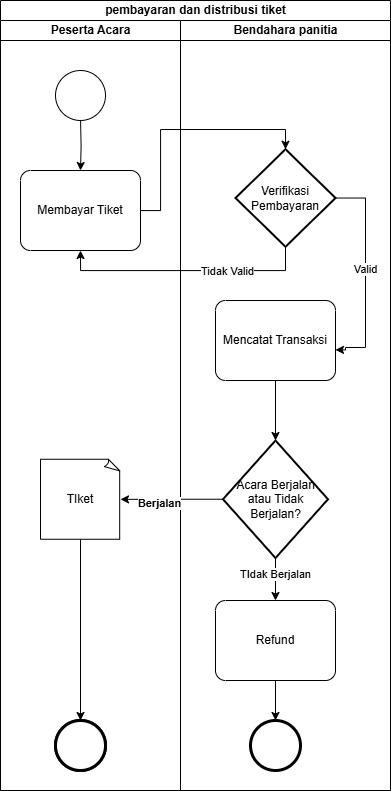 pembayaran dan distribusi tiket
Peserta Acara
Bendahara panitia
Membayar Tiket
Verifikasi
Pembayaran
Tidak Valid
Valid
Mencatat Transaksi
Acara Berjalan
atau Tidak
Berjalan?
Berjalan
TIket
TIdak Berjalan
Refund